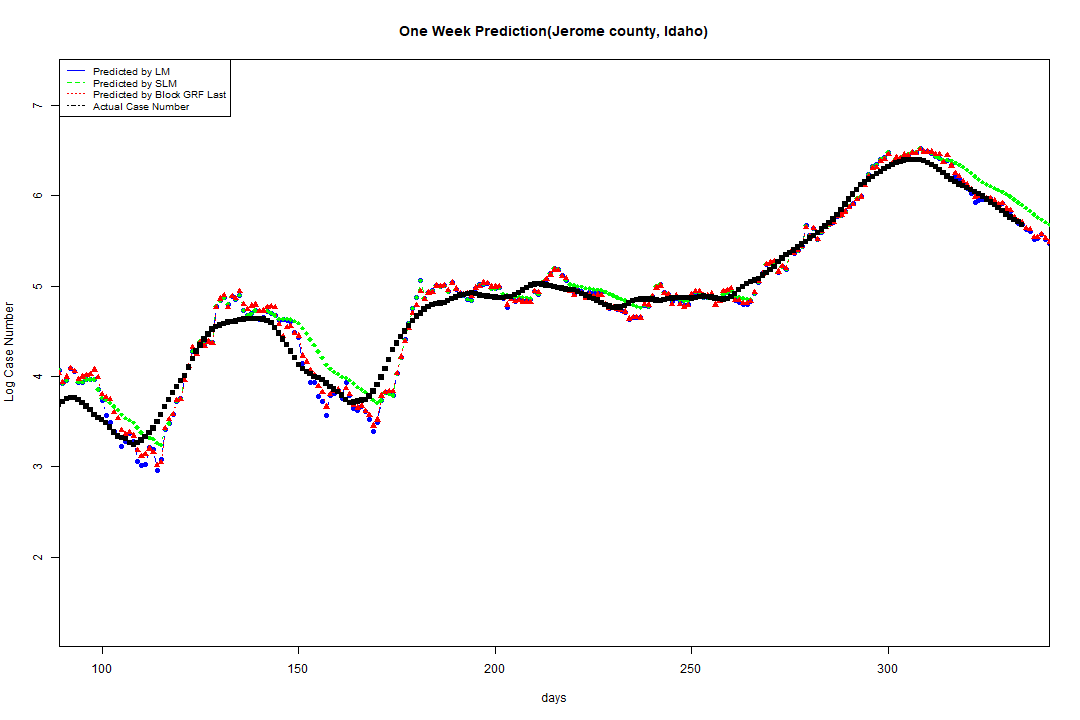 One Week Prediction(Jerome county, Idaho)
Predicted by LM
Predicted by SLM
Predicted by Block GRF Last
Actual Case Number
7
6
5
4
3
2
Log Case Number
100 150 200 250 300
days